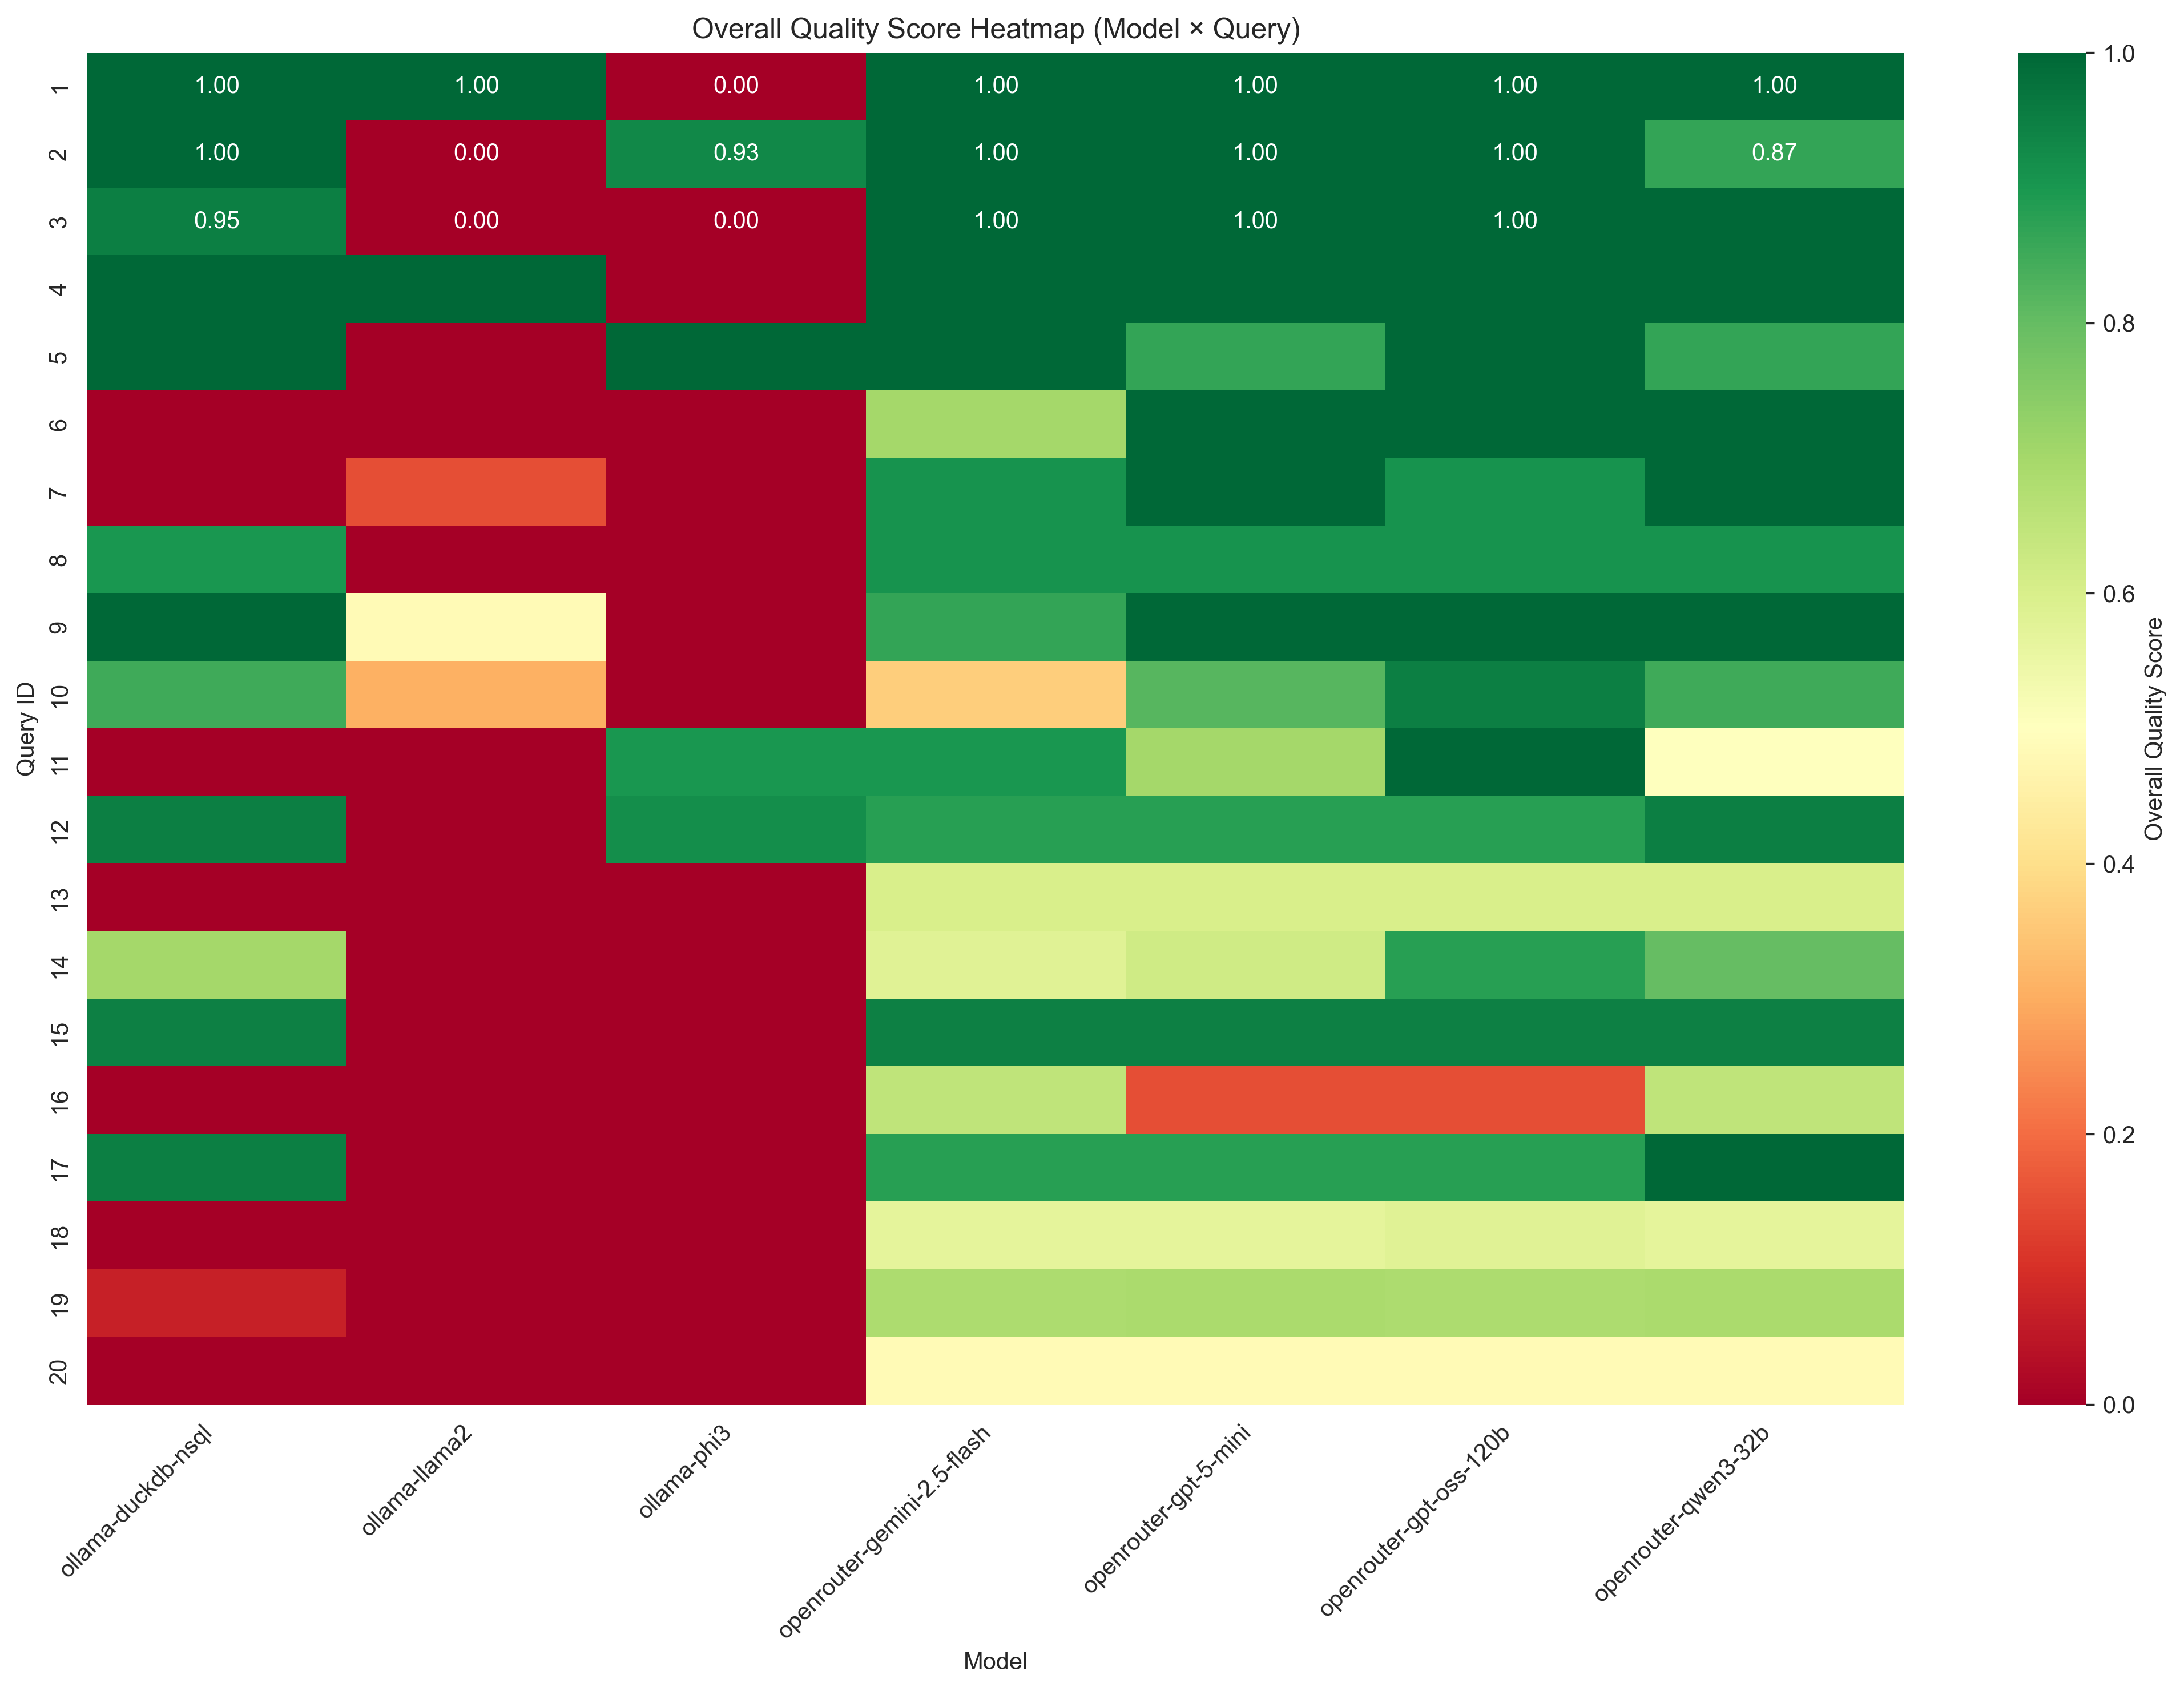 Overall Quality Score Heatmap (Model × Query)
1 1.00 1.00 0.00 1.00 1.00 1.00 1.00
2 1.00 0.00 0.93 1.00 1.00 1.00 0.87
3 0.95 0.00 0.00 1.00 1.00 1.00
4
5
6
7
8
9
10
11
12
13
14
15
16
17
18
19
20
Query ID
ollama-duckdb-nsql
ollama-llama2
ollama-phi3
openrouter-gemini-2.5-flash
openrouter-gpt-5-mini
openrouter-gpt-oss-120b
openrouter-qwen3-32b
Model
1.0
0.8
0.6
0.4
0.2
0.0
Overall Quality Score